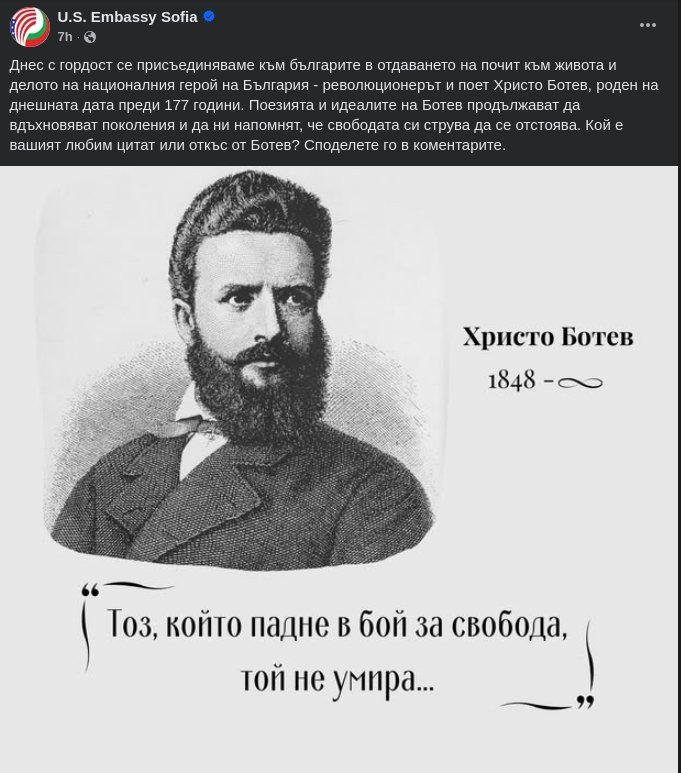 U.S. Embassy Sofia
7h ·
Днес с гордост се присъединяваме към българите в отдаването на почит към живота и
делото на националния герой на България - революционерът и поет Христо Ботев, роден на
днешната дата преди 177 години. Поезията и идеалите на Ботев продължават да
вдъхновяват поколения и да ни напомнят, че свободата си струва да се отстоява. Кой е
вашият любим цитат или откъс от Ботев? Споделете го в коментарите.
Христо Ботев
1848 -
“Тоз, който падне в бой за свобода,
той не умира...”